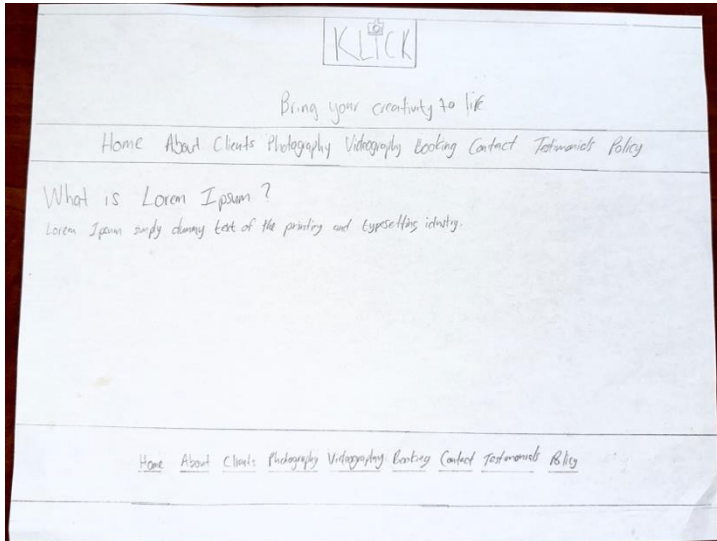 KLICK
Bring your creativity to life
Home About Clients Photography Videography Booking Contact Testimonials Policy
What is Lorem Ipsum?
Lorem Ipsum simply dummy text of the printing and typesetting idnstry.
Home About Clients Photography Videography Booking Contact Testimonials Policy